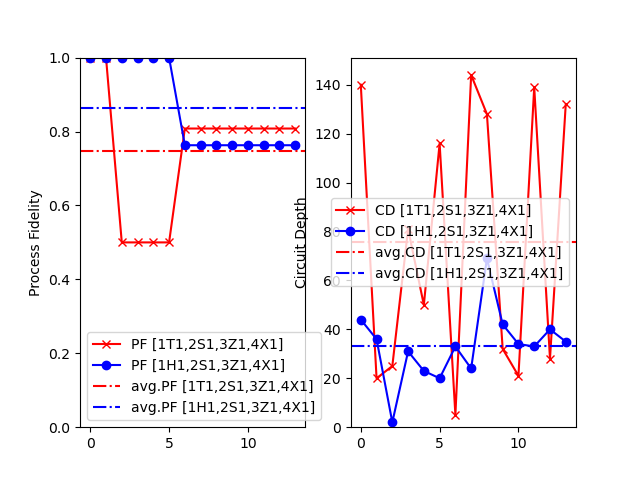 1.0
0.8
0.6
0.4
0.2
0.0
Process Fidelity
PF [1T1,2S1,3Z1,4X1]
PF [1H1,2S1,3Z1,4X1]
avg.PF [1T1,2S1,3Z1,4X1]
avg.PF [1H1,2S1,3Z1,4X1]
0 5 10
140
120
100
80
60
40
20
0
Circuit Depth
CD [1T1,2S1,3Z1,4X1]
CD [1H1,2S1,3Z1,4X1]
avg.CD [1T1,2S1,3Z1,4X1]
avg.CD [1H1,2S1,3Z1,4X1]
0 5 10